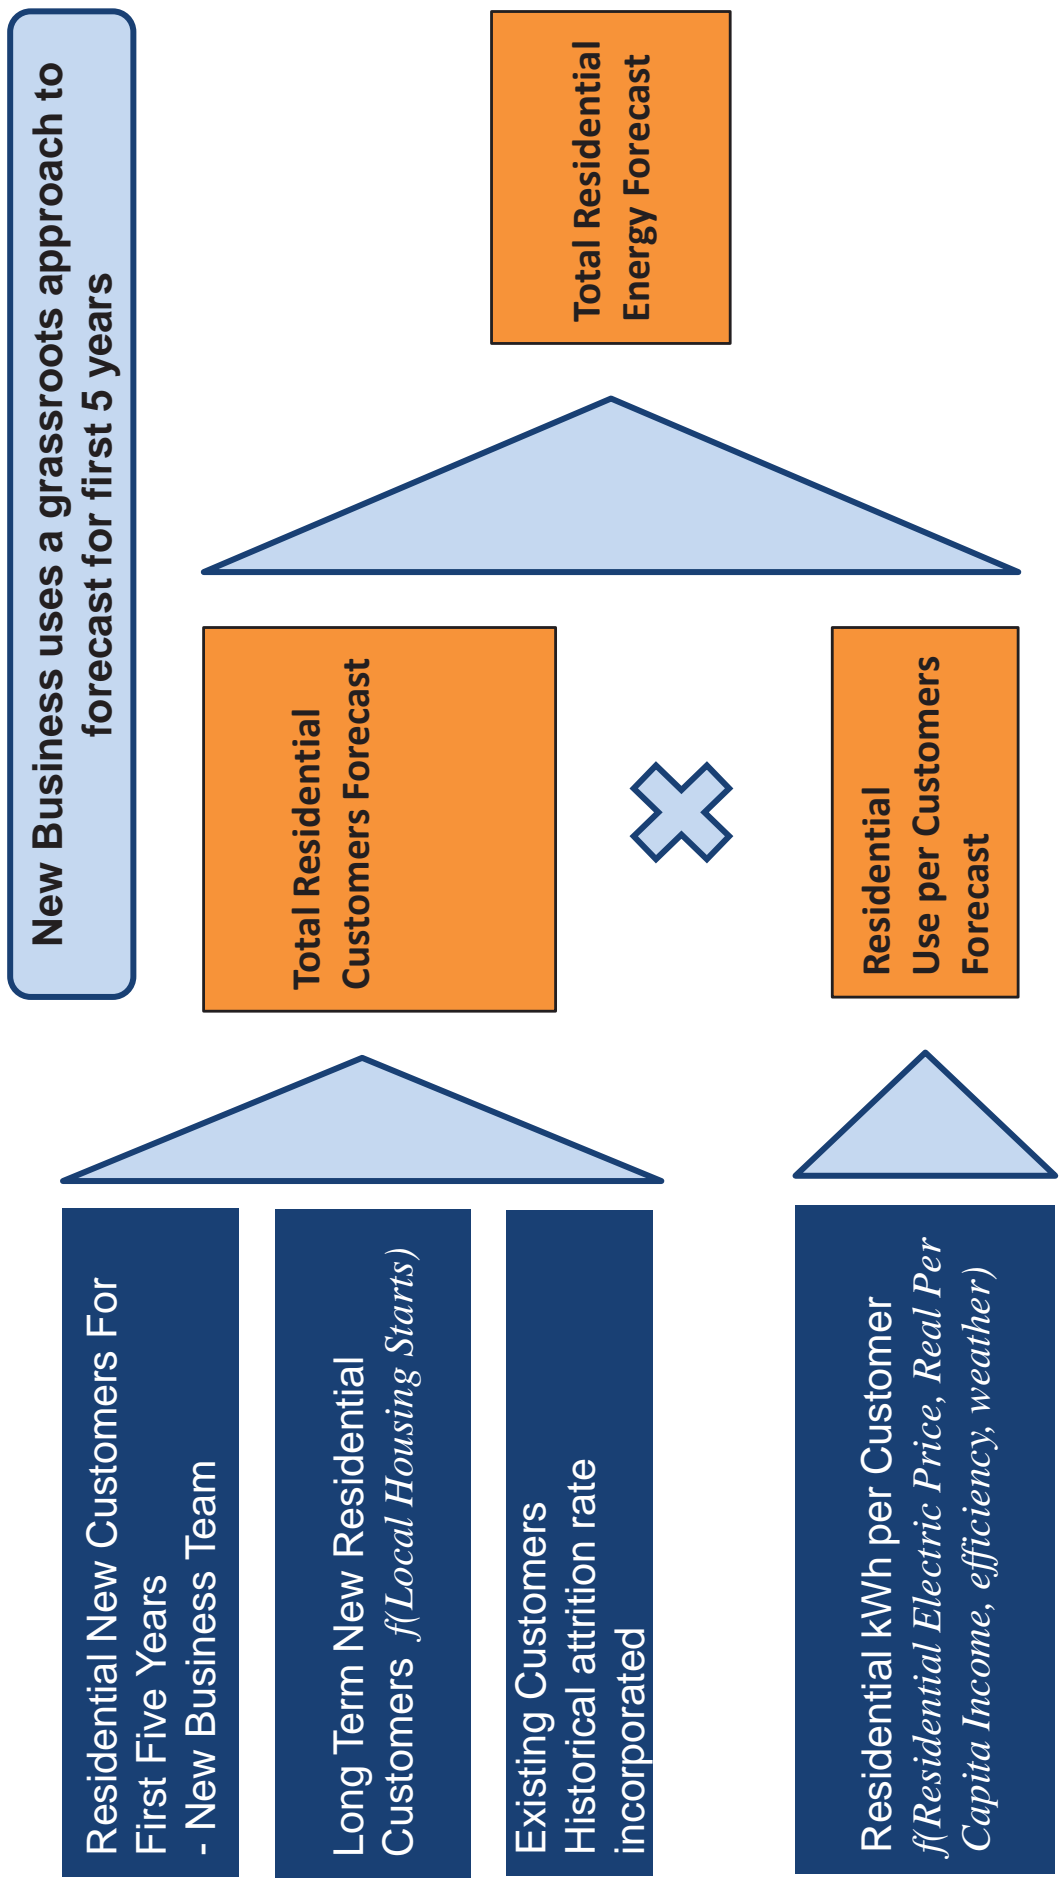 New Business uses a grassroots approach to
forecast for first 5 years
Residential New Customers For
First Five Years
- New Business Team
Long Term New Residential
Customers f(Local Housing Starts)
Existing Customers
Historical attrition rate
incorporated
Total Residential
Customers Forecast
Residential kWh per Customer
f(Residential Electric Price, Real Per
Capita Income, efficiency, weather)
Residential
Use per Customers
Forecast
Total Residential
Energy Forecast